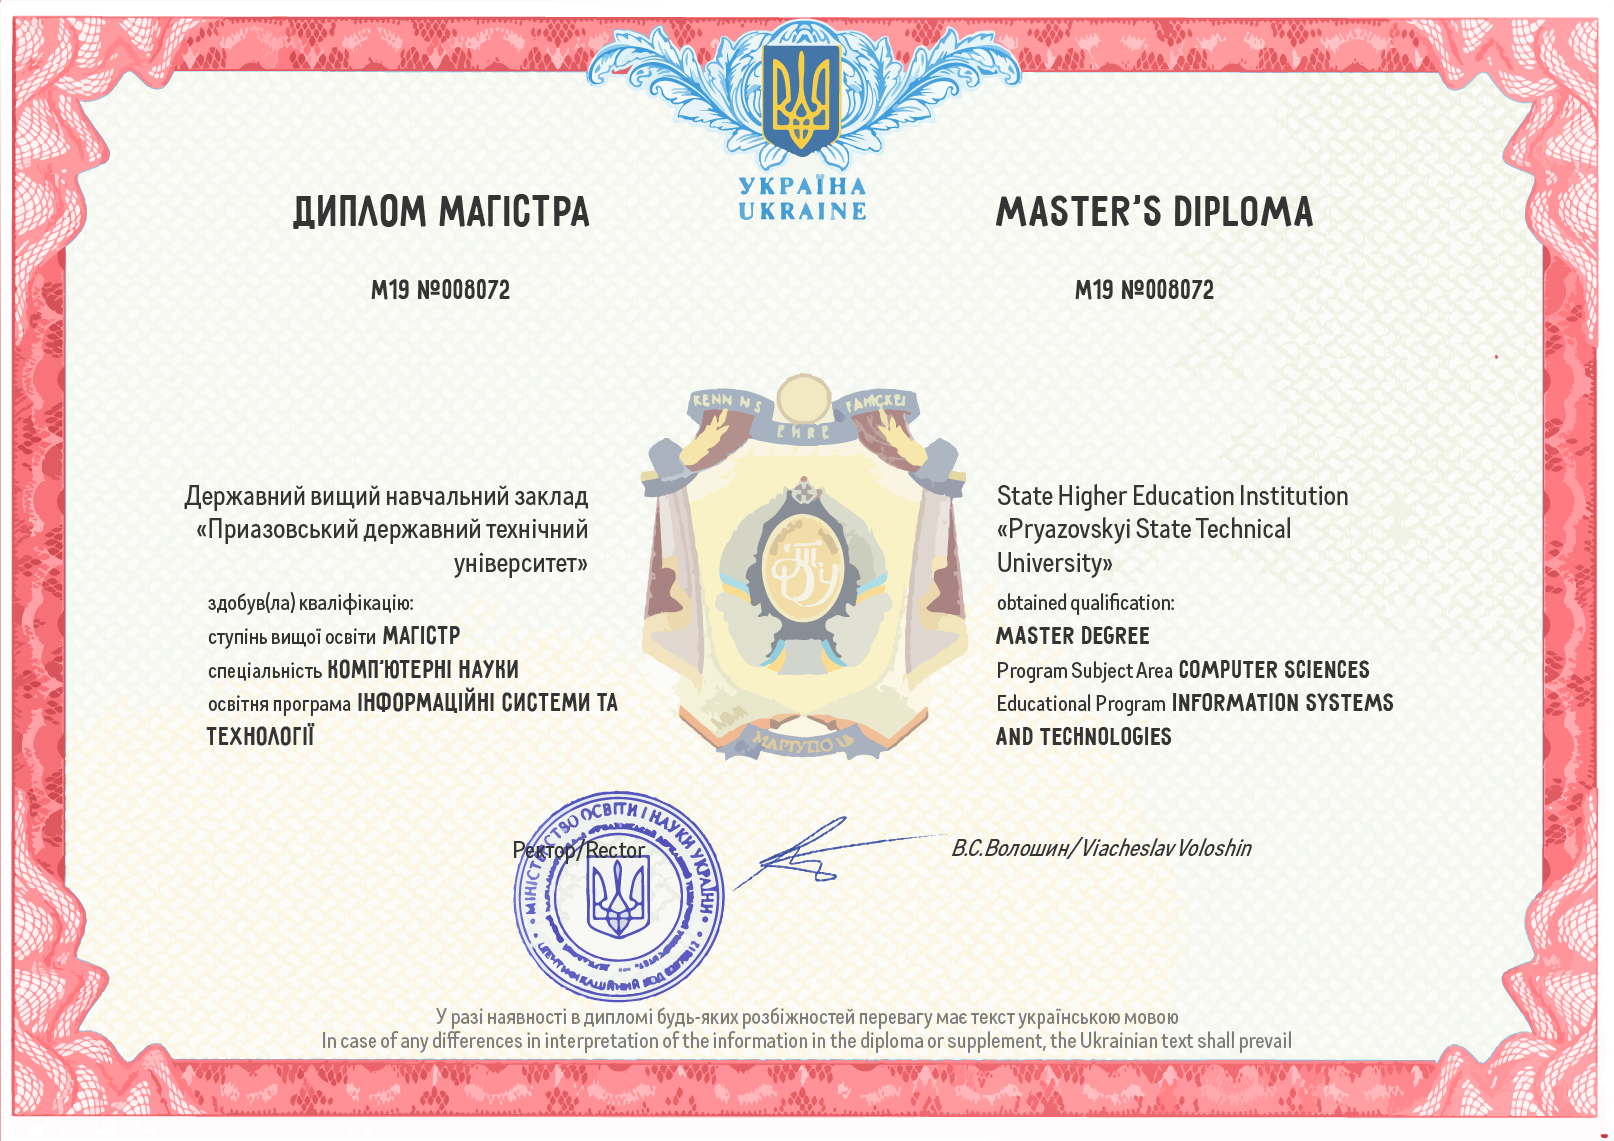 УКРАЇНА
UKRAINE
ДИПЛОМ МАГІСТРА
М19 №008072
Державний вищий навчальний заклад
«Приазовський державний технічний
університет»
здобув(ла) кваліфікацію:
ступінь вищої освіти МАГІСТР
спеціальність КОМП'ЮТЕРНІ НАУКИ
освітня програма ІНФОРМАЦІЙНІ СИСТЕМИ ТА
ТЕХНОЛОГІЇ
MASTER'S DIPLOMA
М19 №008072
State Higher Education Institution
«Pryazovskyi State Technical
University»
obtained qualification:
MASTER DEGREE
Program Subject Area COMPUTER SCIENCES
Educational Program INFORMATION SYSTEMS
AND TECHNOLOGIES
МІНІСТЕРСТВО ОСВІТИ І НАУКИ УКРАЇНИ
Ректор/Rector
В.С.Волошин/Viacheslav Voloshin
У разі наявності в дипломі будь-яких розбіжностей перевагу має текст українською мовою
In case of any differences in interpretation of the information in the diploma or supplement, the Ukrainian text shall prevail